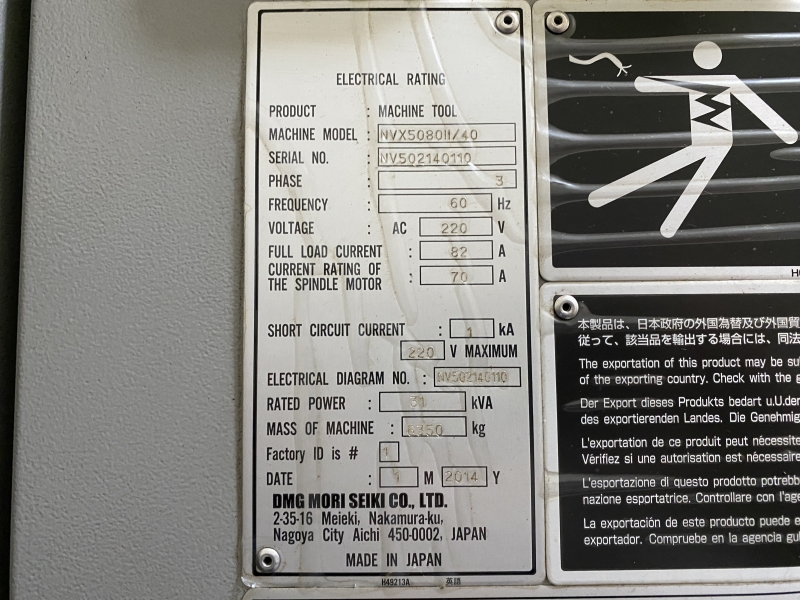 ELECTRICAL RATING
PRODUCT : MACHINE TOOL
MACHINE MODEL : NVX5080II/40
SERIAL NO. : NV502140110
PHASE : 3
FREQUENCY : 60 Hz
VOLTAGE AC 220 V
FULL LOAD CURRENT : 82 A
CURRENT RATING OF
THE SPINDLE MOTOR : 70 A
SHORT CIRCUIT CURRENT : 1 kA
220 V MAXIMUM
ELECTRICAL DIAGRAM NO. : NV502140110
RATED POWER : 31 kVA
MASS OF MACHINE : kg
Factory ID is # 1
DATE : 1 M 2014 Y
DMG MORI SEIKI CO., LTD.
2-35-16 Meieki, Nakamura-ku,
Nagoya City Aichi 450-0002, JAPAN
MADE IN JAPAN
H49213A 英語
本製品は、日本政府の外国為替及び外国貿
従って、該当品を輸出する場合には、同法
The exportation of this product may be su
of the exporting country. Check with the g
Der Export dieses Produkts bedarf u.U.der
des exportierenden Landes. Die Genehmig
L'exportation de ce produit peut nécessite
Vérifiez si une autorisation est nécessaire
L'esportazione di questo prodotto potrebb
nazione esportatrice. Controllare con l'age
La exportación de este producto puede e
exportador. Compruebe en la agencia gu